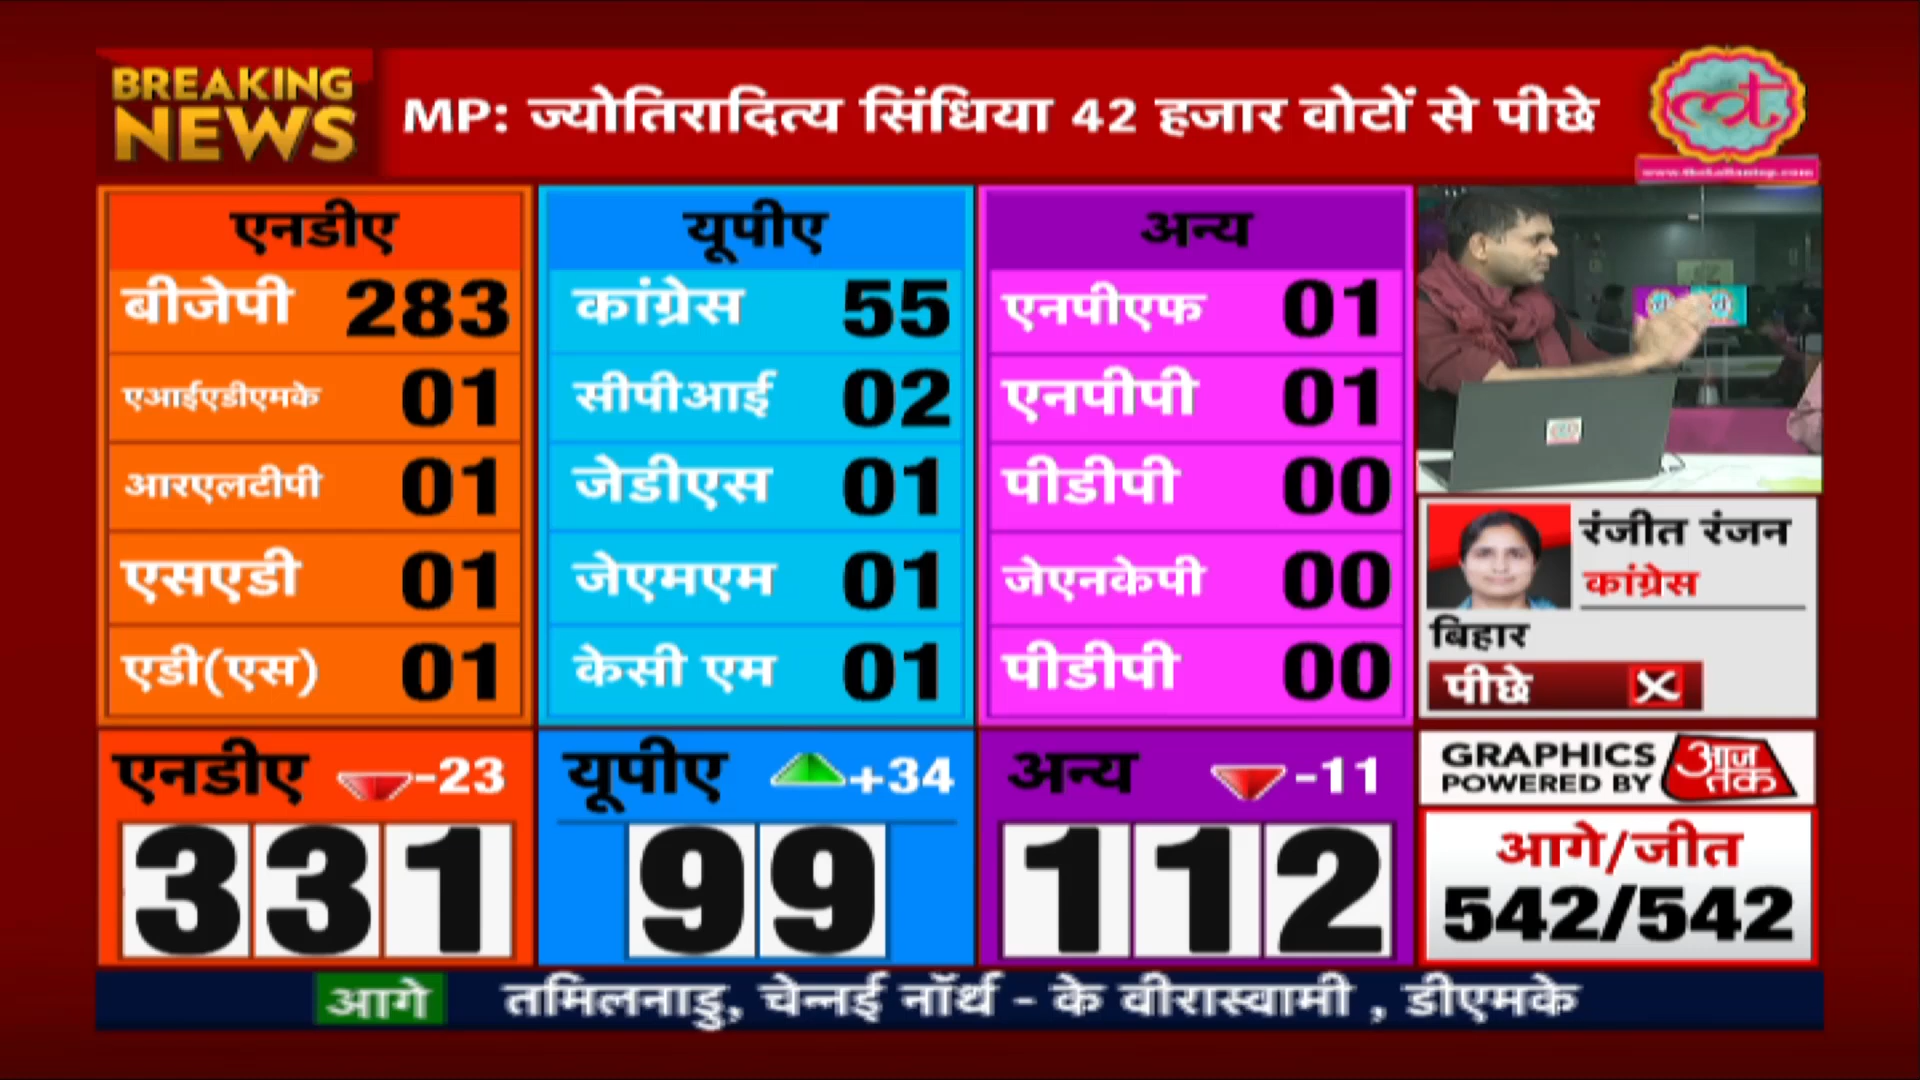 BREAKING
NEWS
MP: ज्योतिरादित्य सिंधिया 42 हजार वोटों से पीछे
www.thelallantop.com
एनडीए
बीजेपी 283
एआईएडीएमके 01
आरएलटीपी 01
एसएडी 01
एडी(एस) 01
यूपीए
कांग्रेस 55
सीपीआई 02
जेडीएस 01
जेएमएम 01
केसी एम 01
अन्य
एनपीएफ 01
एनपीपी 01
पीडीपी 00
जेएनकेपी 00
पीडीपी 00
रंजीत रंजन
कांग्रेस
बिहार
पीछे
एनडीए -23
331
यूपीए +34
99
अन्य -11
112
GRAPHICS
POWERED BY
आज
तक
आगे/जीत
542/542
आगे तमिलनाडु, चेन्नई नॉर्थ - के वीरास्वामी , डीएमके